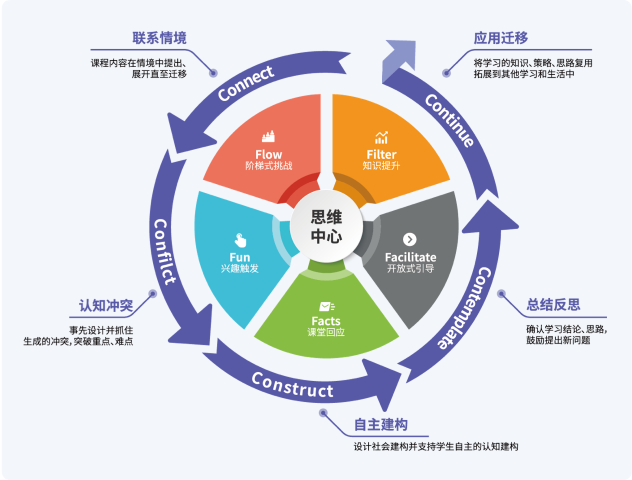 联系情境
课程内容在情境中提出、
展开直至迁移
应用迁移
将学习的知识、策略、思路复用
拓展到其他学习和生活中
Connect
Continue
Flow
阶梯式挑战
Filter
知识提升
思维
中心
Fun
兴趣触发
Facilitate
开放式引导
Facts
课堂回应
Confilct
Contemplate
Construct
认知冲突
事先设计并抓住
生成的冲突,突破重点、难点
总结反思
确认学习结论、思路,
鼓励提出新问题
自主建构
设计社会建构并支持学生自主的认知建构